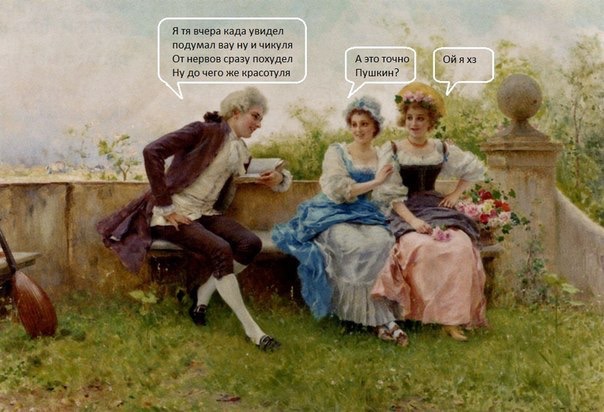 Я тя вчера када увидел
подумал вау ну и чикуля
От нервов сразу похудел
Ну до чего же красотуля
А это точно
Пушкин?
Ой я хз